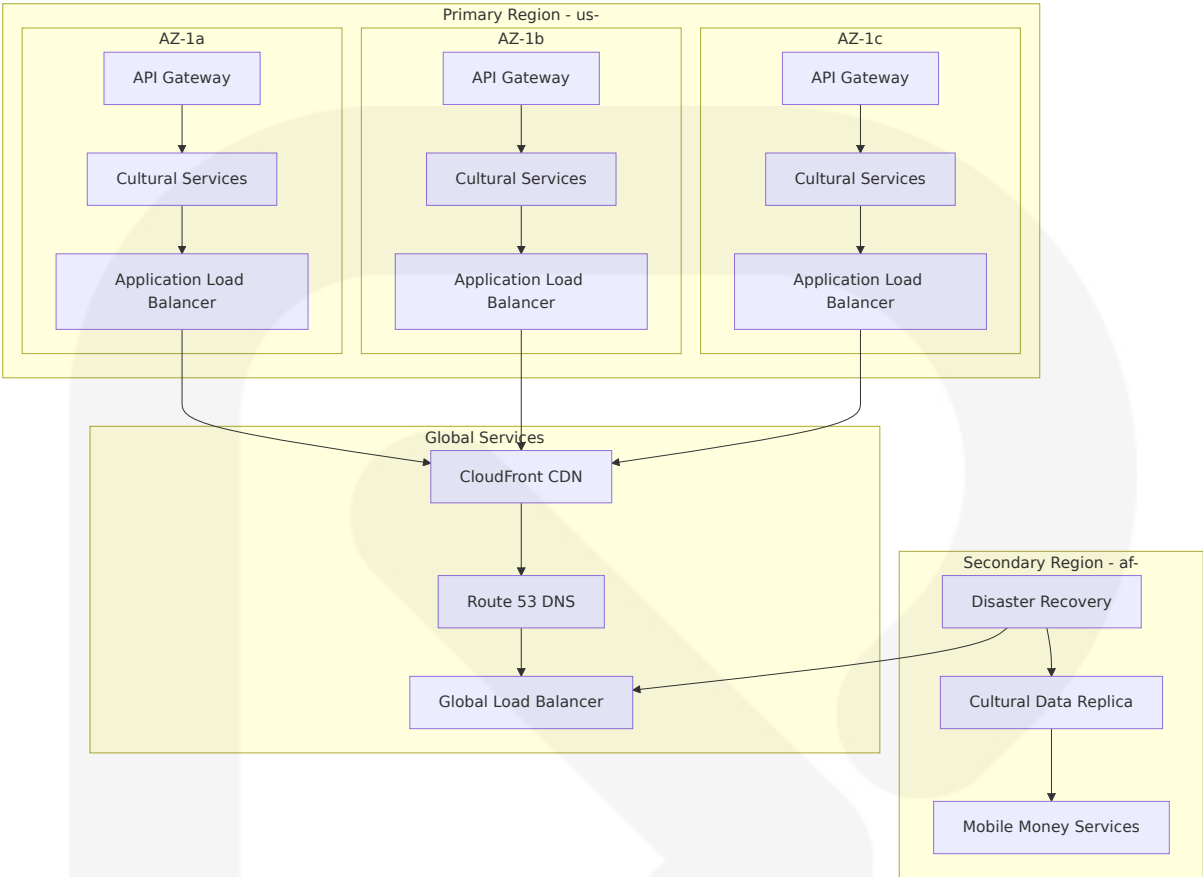 Primary Region - us-
AZ-1a
AZ-1b
AZ-1c
API Gateway
API Gateway
API Gateway
Cultural Services
Cultural Services
Cultural Services
Application Load
Balancer
Application Load
Balancer
Application Load
Balancer
Global Services
CloudFront CDN
Route 53 DNS
Global Load Balancer
Secondary Region - af-
Disaster Recovery
Cultural Data Replica
Mobile Money Services